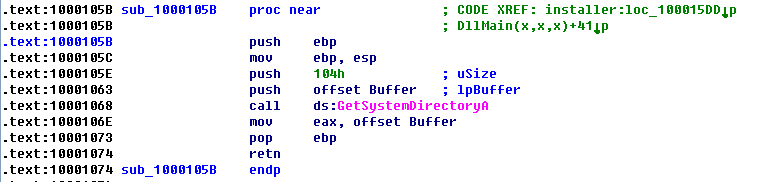 .text:1000105B sub_1000105B proc near ; CODE XREF: installer:loc_100015DD↓p
.text:1000105B ; DllMain(x,x,x)+41↓p
.text:1000105B push ebp
.text:1000105C mov ebp, esp
.text:1000105E push 104h ; uSize
.text:10001063 push offset Buffer ; lpBuffer
.text:10001068 call ds:GetSystemDirectoryA
.text:1000106E mov eax, offset Buffer
.text:10001073 pop ebp
.text:10001074 retn
.text:10001074 sub_1000105B endp